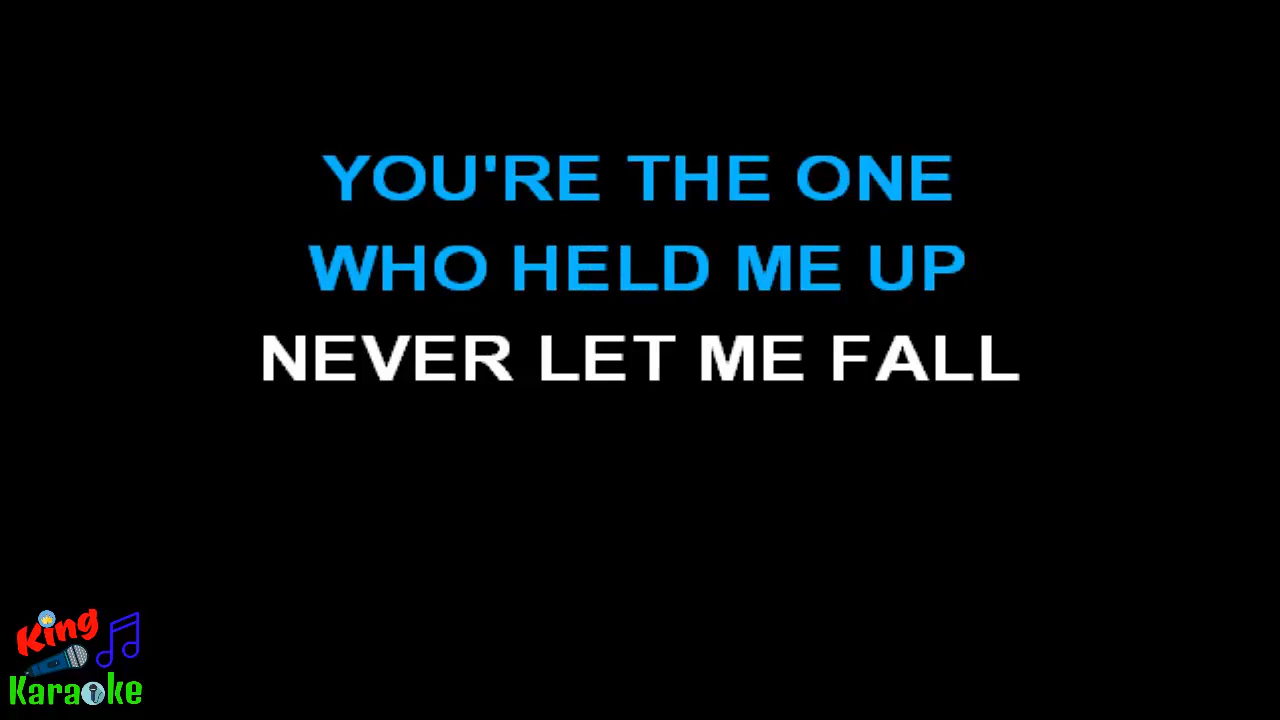 YOU'RE THE ONE
WHO HELD ME UP
NEVER LET ME FALL
King
Karaoke